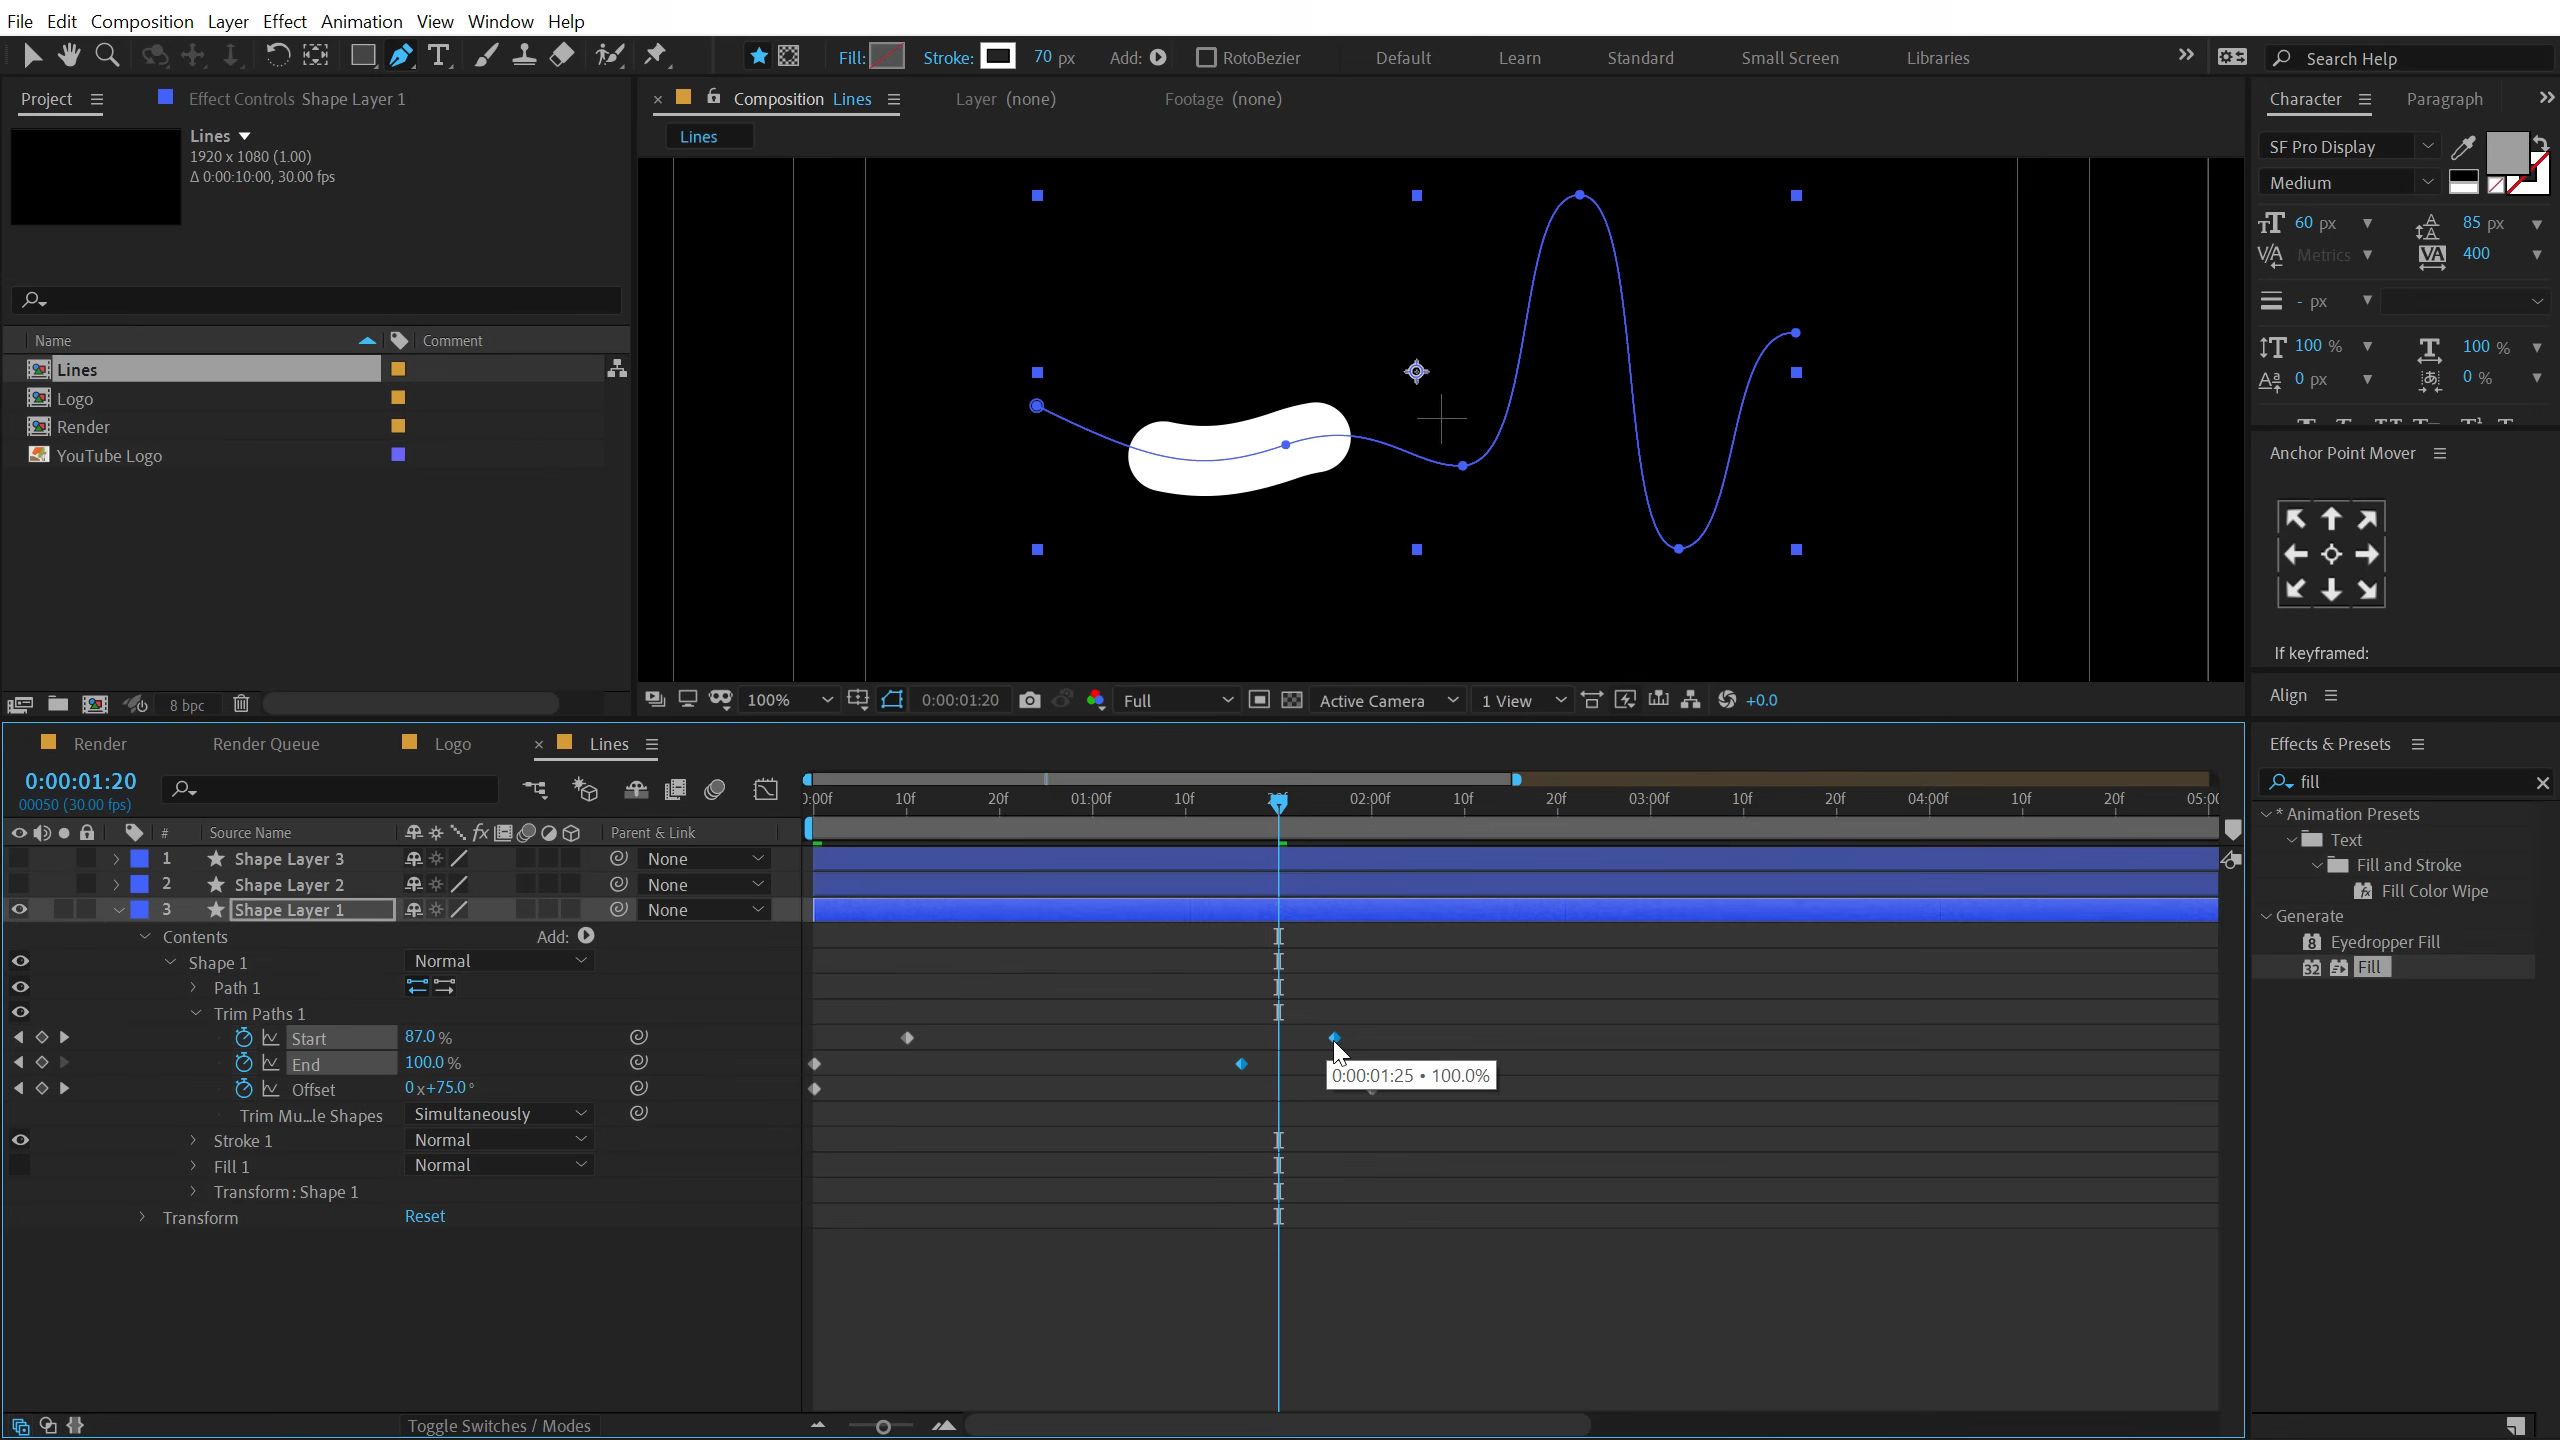 File Edit Composition Layer Effect Animation View Window Help
Fill: Stroke: 70 px Add: RotoBezier Default Learn Standard Small Screen Libraries Search Help
Project Effect Controls Shape Layer 1 Composition Lines Layer (none) Footage (none) Character Paragraph
Lines
1920 x 1080 (1.00)
Δ 0:00:10:00, 30.00 fps
Lines
SF Pro Display
Medium
60 px 85 px
Metrics 400
- px
100 % 100 %
0 px 0 %
Name Comment
Lines
Logo
Render
YouTube Logo
Anchor Point Mover
If keyframed:
Align
8 bpc
100% 0:00:01:20 Full Active Camera 1 View +0.0
Render Render Queue Logo Lines
Effects & Presets
fill
0:00:01:20
00050 (30.00 fps)
:00f 10f 20f 01:00f 10f 20f 02:00f 10f 20f 03:00f 10f 20f 04:00f 10f 20f 05:00
# Source Name fx Parent & Link
1 Shape Layer 3 None
2 Shape Layer 2 None
3 Shape Layer 1 None
Contents Add:
Shape 1 Normal
Path 1
Trim Paths 1
Start 87.0 %
End 100.0 %
Offset 0 x+75.0 °
Trim Mu...le Shapes Simultaneously
Stroke 1 Normal
Fill 1 Normal
Transform: Shape 1
Transform Reset
0:00:01:25 • 100.0%
* Animation Presets
Text
Fill and Stroke
Fill Color Wipe
Generate
8 Eyedropper Fill
32 Fill
Toggle Switches / Modes